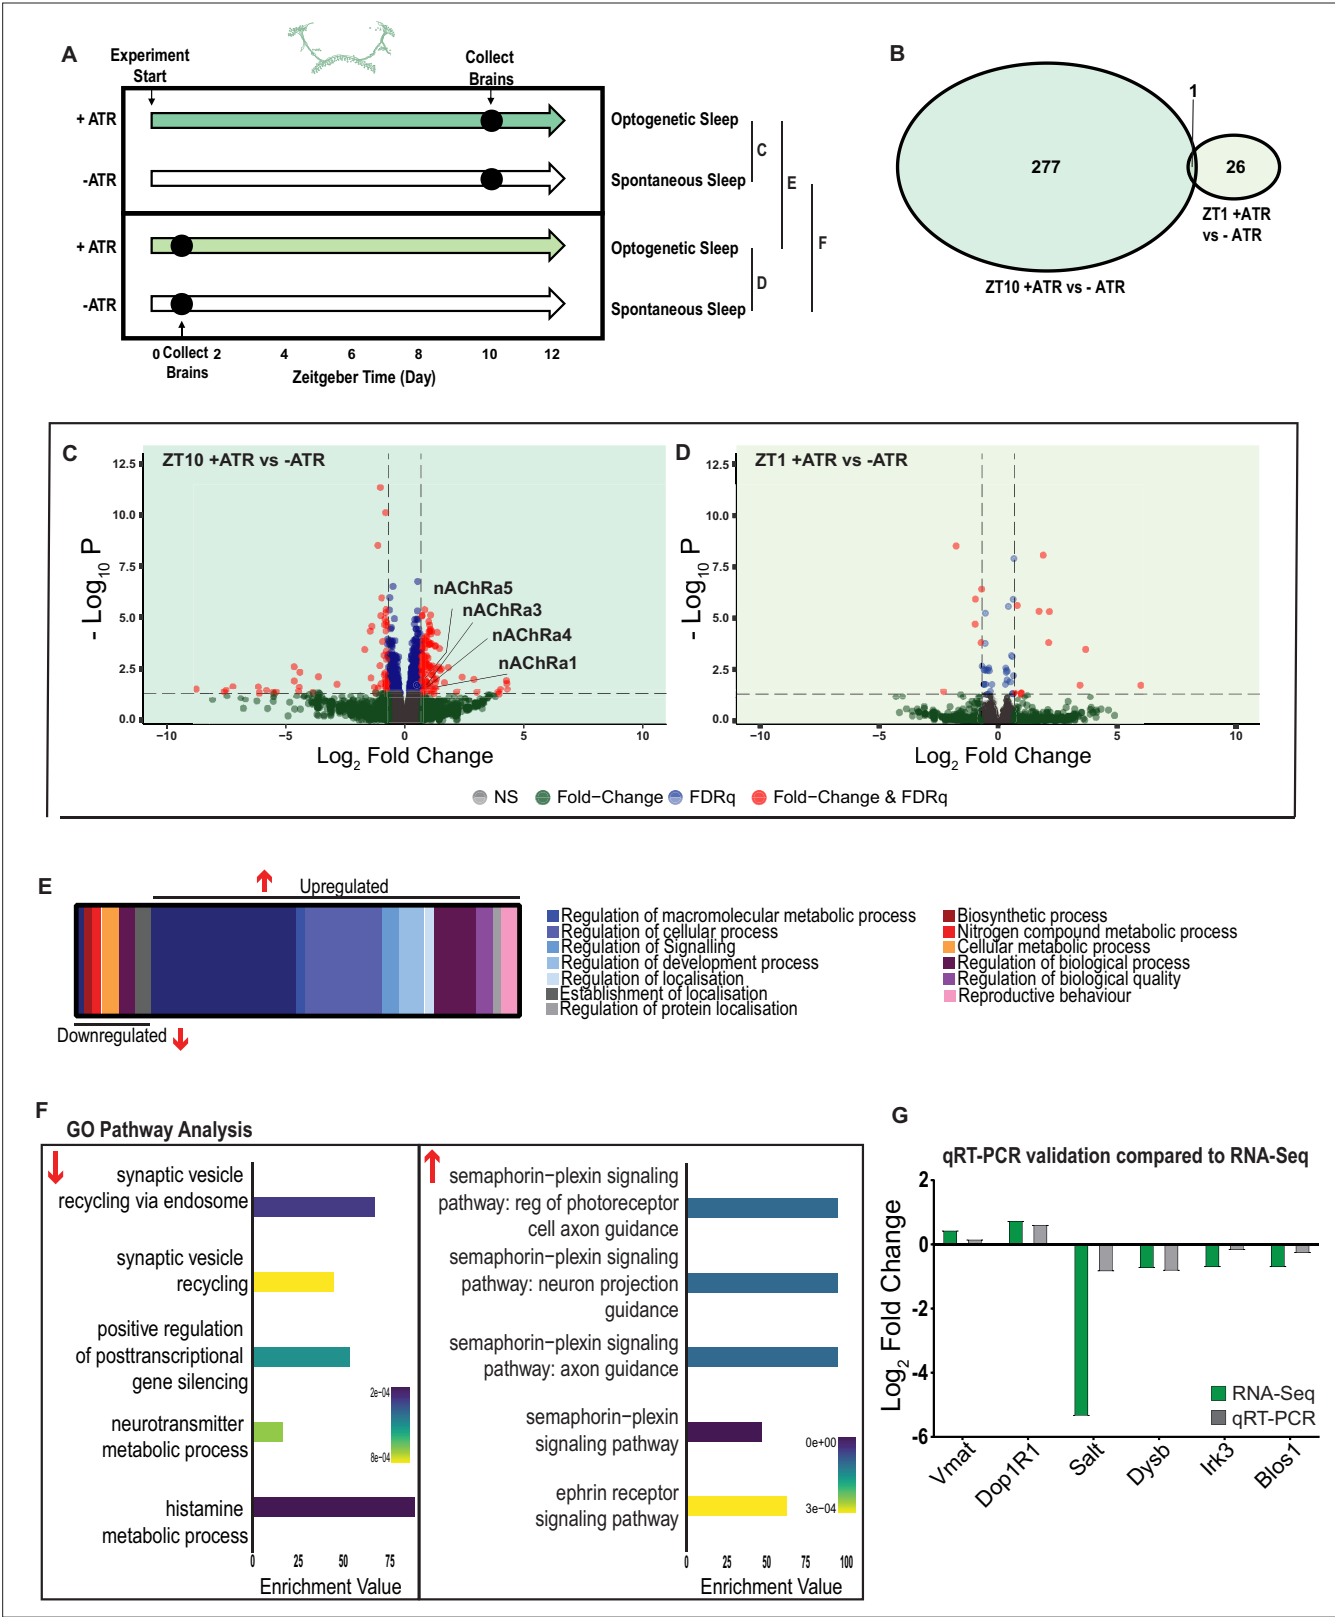 A
Experiment
Start
Collect
Brains
+ ATR
Optogenetic Sleep
-ATR
Spontaneous Sleep
+ ATR
Optogenetic Sleep
-ATR
Spontaneous Sleep
C
E
D
F
0 2 4 6 8 10 12
Collect
Brains
Zeitgeber Time (Day)
B
1
277
26
ZT1 +ATR
vs - ATR
ZT10 +ATR vs - ATR
C
ZT10 +ATR vs -ATR
12.5
10.0
7.5
5.0
2.5
0.0
- Log10 P
nAChRa5
nAChRa3
nAChRa4
nAChRa1
−10 −5 0 5 10
Log2 Fold Change
D
ZT1 +ATR vs -ATR
12.5
10.0
7.5
5.0
2.5
0.0
- Log10 P
−10 −5 0 5 10
Log2 Fold Change
NS Fold−Change FDRq Fold−Change & FDRq
E
Upregulated
Downregulated
Regulation of macromolecular metabolic process
Regulation of cellular process
Regulation of Signalling
Regulation of development process
Regulation of localisation
Establishment of localisation
Regulation of protein localisation
Biosynthetic process
Nitrogen compound metabolic process
Cellular metabolic process
Regulation of biological process
Regulation of biological quality
Reproductive behaviour
F
GO Pathway Analysis
synaptic vesicle
recycling via endosome
synaptic vesicle
recycling
positive regulation
of posttranscriptional
gene silencing
neurotransmitter
metabolic process
histamine
metabolic process
2e−04
8e−04
0 25 50 75
Enrichment Value
semaphorin−plexin signaling
pathway: reg of photoreceptor
cell axon guidance
semaphorin−plexin signaling
pathway: neuron projection
guidance
semaphorin−plexin signaling
pathway: axon guidance
semaphorin−plexin
signaling pathway
ephrin receptor
signaling pathway
0e+00
3e−04
0 25 50 75 100
Enrichment Value
G
qRT-PCR validation compared to RNA-Seq
2
0
-2
-4
-6
Log2 Fold Change
RNA-Seq
qRT-PCR
Vmat
Dop1R1
Salt
Dysb
Irk3
Blos1